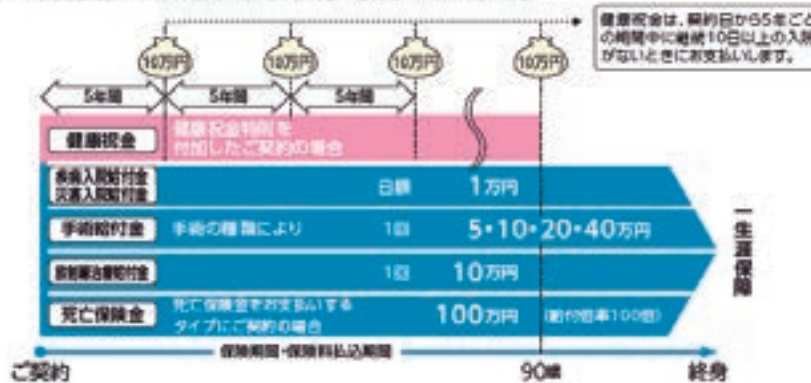 健康祝金は、契約日から5年ごと
の期間中に継続10日以上の入院
がないときにお支払いします。
10万円 10万円 10万円 10万円
5年間 5年間 5年間
健康祝金 健康祝金特則を
付加したご契約の場合
疾病入院給付金
災害入院給付金 日額 1万円
手術給付金 手術の種類により 1回 5・10・20・40万円
放射線治療給付金 1回 10万円
死亡保険金 死亡保険金をお支払いする
タイプにご契約の場合 100万円 (給付倍率100倍)
一生涯保障
保険期間・保険料払込期間
ご契約 90歳 終身